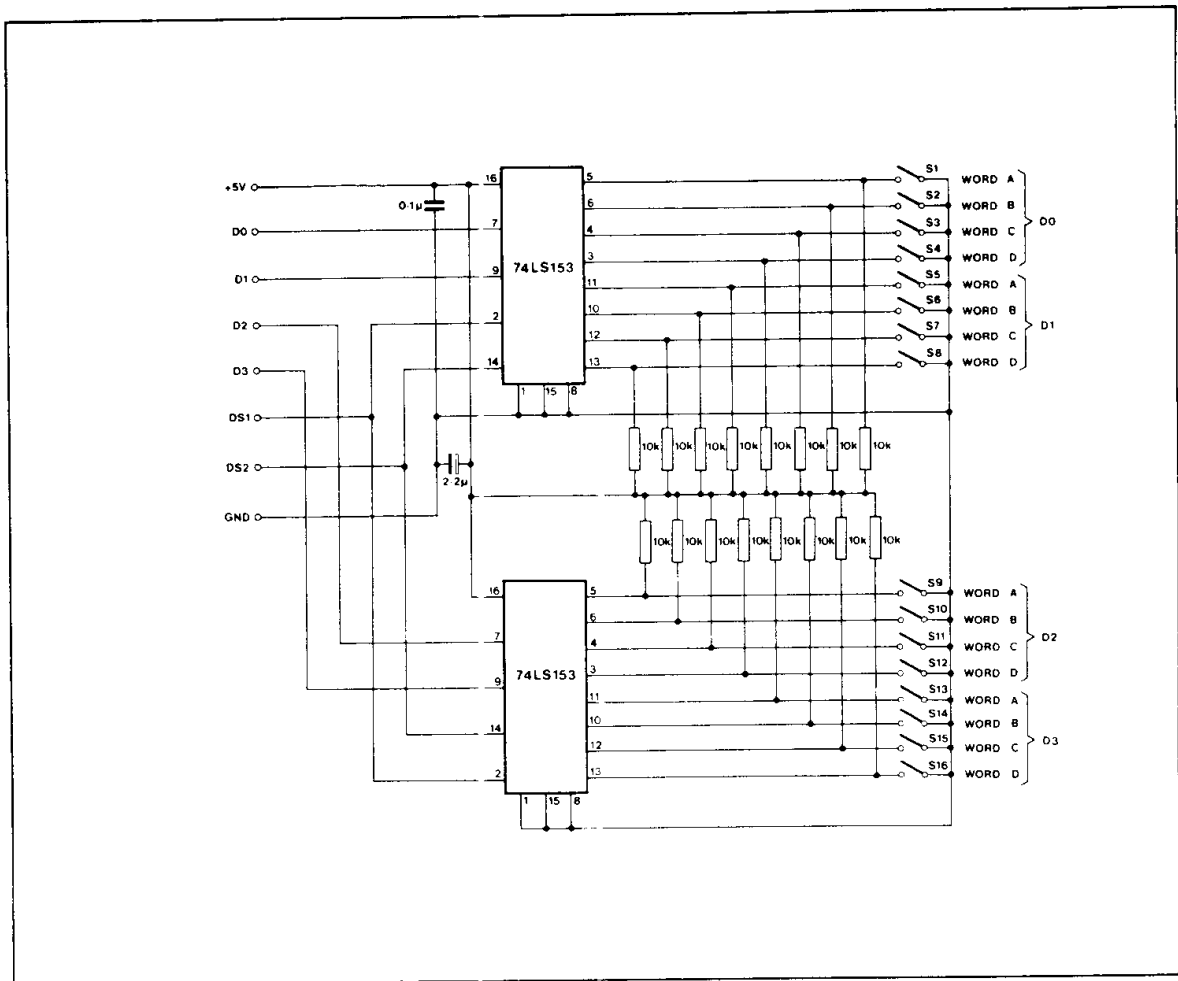 +5V
D0
D1
D2
D3
DS1
DS2
GND
0·1µ
2·2µ
74LS153
16
7
9
2
14
5
6
4
3
11
10
12
13
1
15
8
S1 WORD A
S2 WORD B
S3 WORD C
S4 WORD D
D0
S5 WORD A
S6 WORD B
S7 WORD C
S8 WORD D
D1
10k 10k 10k 10k 10k 10k 10k 10k
10k 10k 10k 10k 10k 10k 10k 10k
74LS153
16
7
9
14
2
5
6
4
3
11
10
12
13
1
15
8
S9 WORD A
S10 WORD B
S11 WORD C
S12 WORD D
D2
S13 WORD A
S14 WORD B
S15 WORD C
S16 WORD D
D3